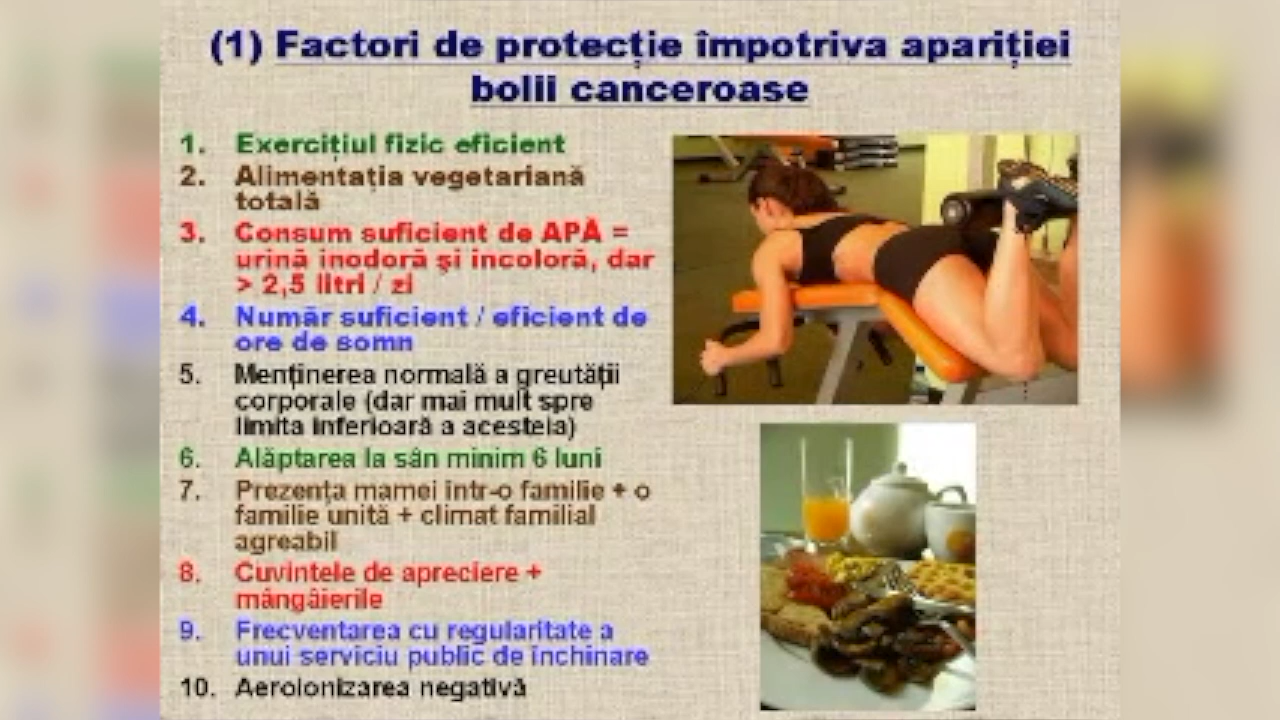 (1) Factori de protecție împotriva apariției
bolii canceroase
1. Exercițiul fizic eficient
2. Alimentația vegetariană
totală
3. Consum suficient de APĂ =
urină inodoră și incoloră, dar
> 2,5 litri / zi
4. Număr suficient / eficient de
ore de somn
5. Menținerea normală a greutății
corporale (dar mai mult spre
limita inferioară a acesteia)
6. Alăptarea la sân minim 6 luni
7. Prezența mamei într-o familie + o
familie unită + climat familial
agreabil
8. Cuvintele de apreciere +
mângâierile
9. Frecventarea cu regularitate a
unui serviciu public de închinare
10. Aeroionizarea negativă